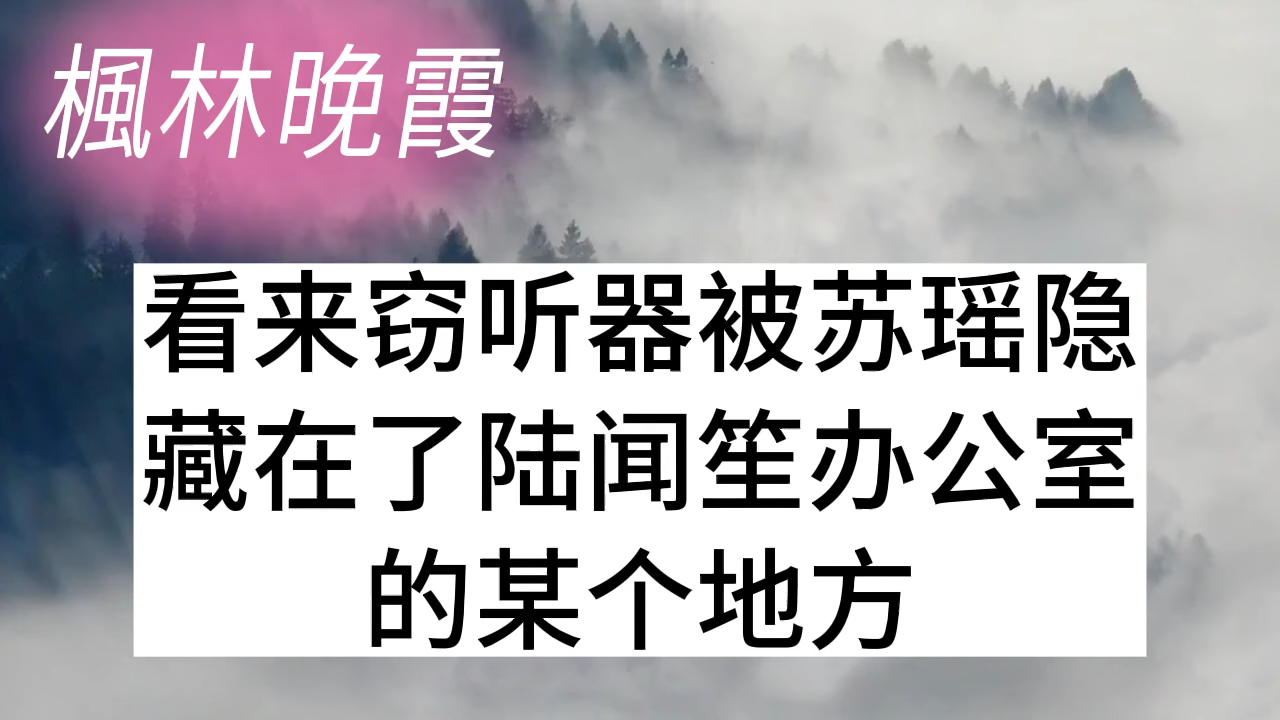 楓林晚霞
看来窃听器被苏瑶隐
藏在了陆闻笙办公室
的某个地方